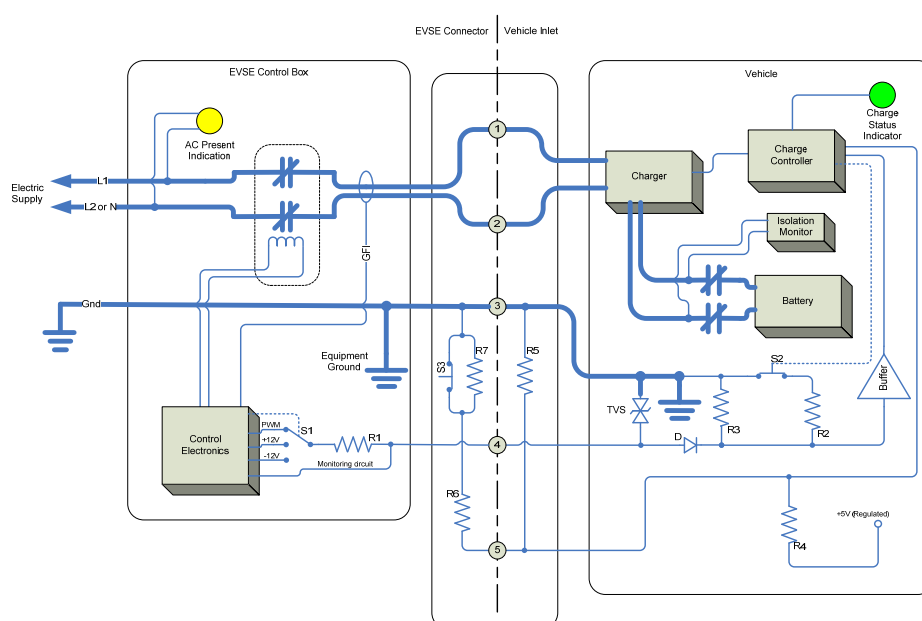 EVSE Connector
Vehicle Inlet
EVSE Control Box
Vehicle
AC Present
Indication
Charge
Status
Indicator
Charge
Controller
Charger
Electric
Supply
L1
L2 or N
1
2
GFI
Isolation
Monitor
Battery
Gnd
3
Equipment
Ground
S3
R7
R5
S2
Buffer
TVS
R3
R2
Control
Electronics
PWM
+12V
-12V
S1
R1
Monitoring circuit
4
D
R6
+5V (Regulated)
R4
5